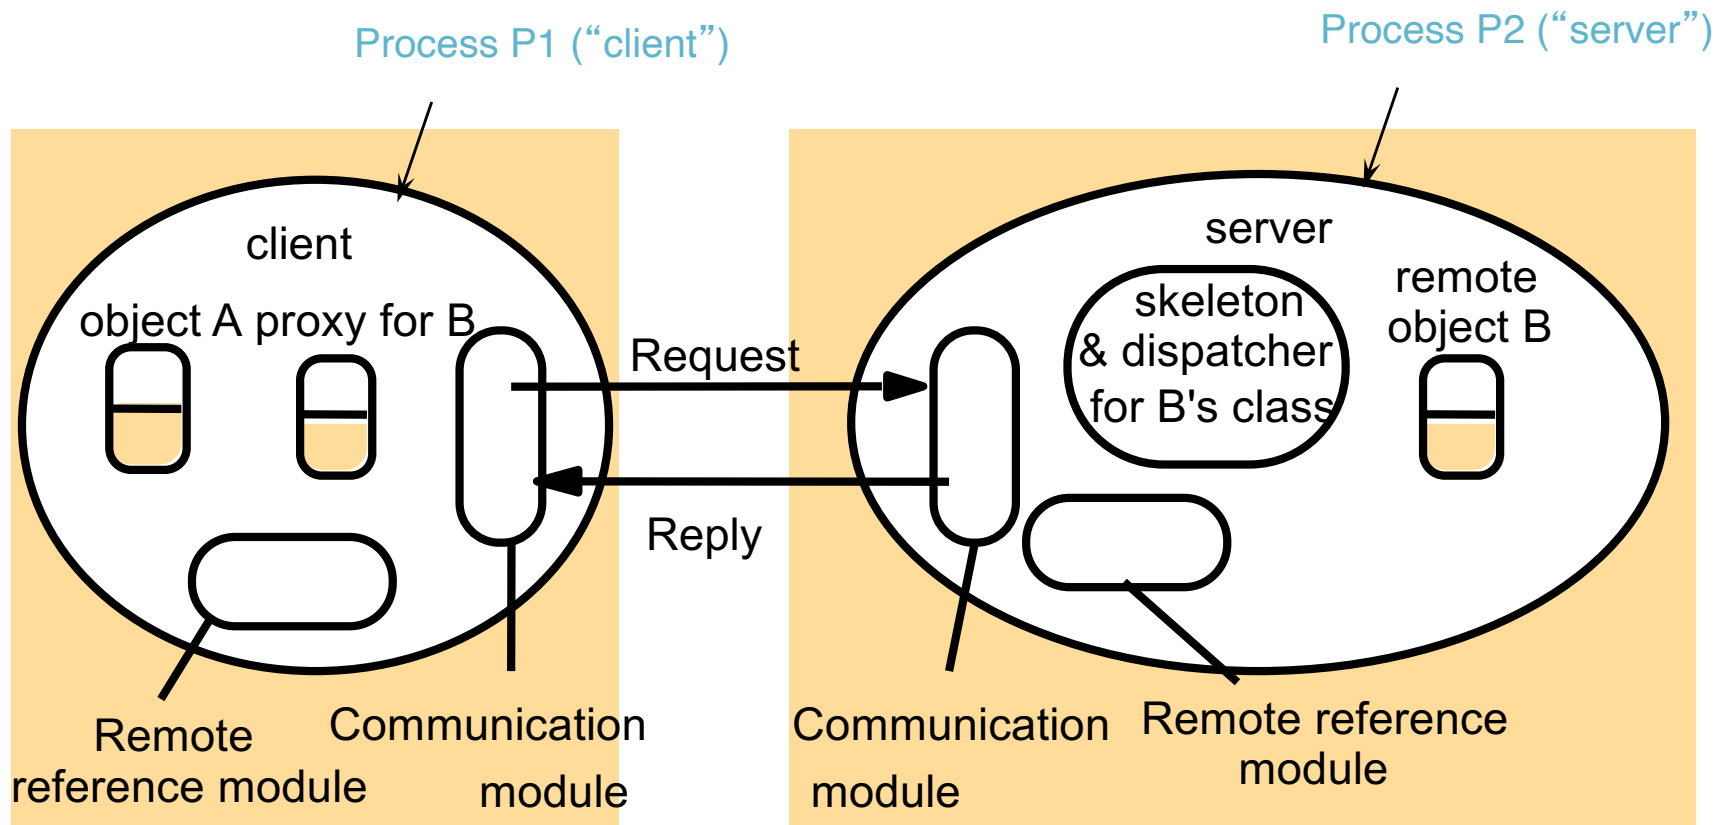 Process P1 (“client”)
Process P2 (“server”)
client
object A proxy for B
Request
Reply
server
skeleton
& dispatcher
for B's class
remote
object B
Remote
reference module
Communication
module
Communication
module
Remote reference
module